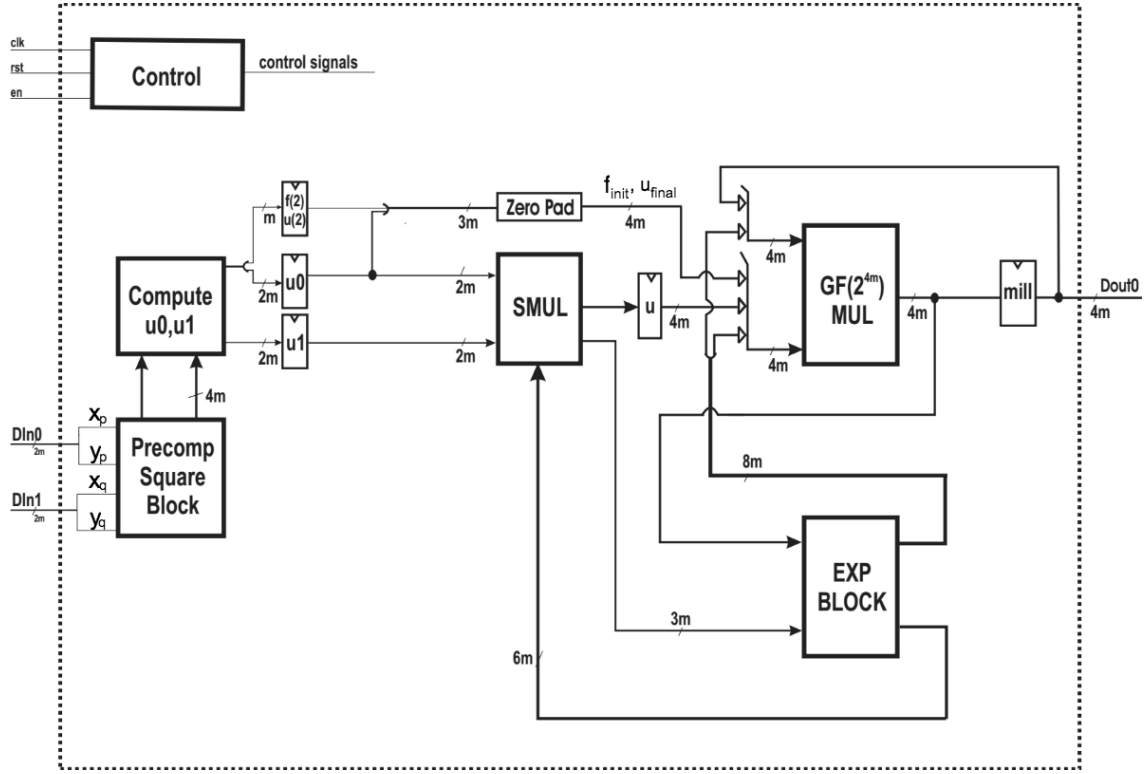 clk
rst
en
Control
control signals
f(2)
u(2)
m
3m
Zero Pad
f_init, u_final
4m
Compute
u0,u1
2m
u0
2m
2m
u1
2m
SMUL
u
4m
4m
4m
GF(2^{4m})
MUL
4m
mill
Dout0
4m
4m
DIn0
2m
x_p
y_p
DIn1
2m
x_q
y_q
Precomp
Square
Block
8m
EXP
BLOCK
3m
6m